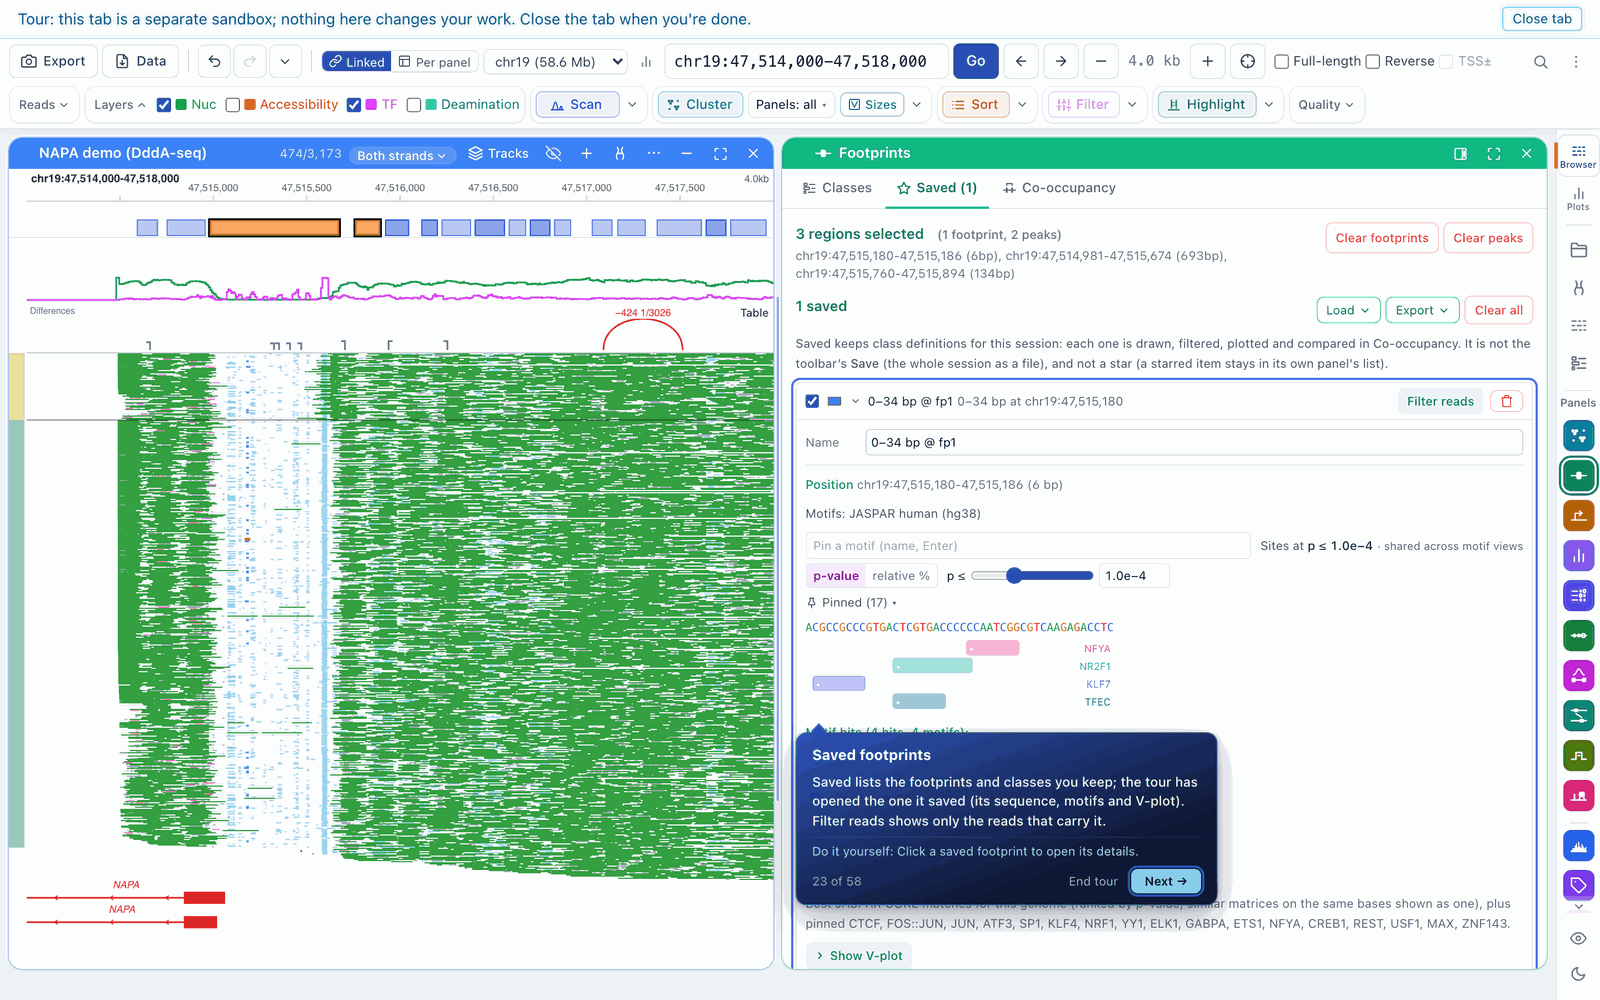 Tour: this tab is a separate sandbox; nothing here changes your work. Close the tab when you're done.
Close tab
Export
Data
Linked
Per panel
chr19 (58.6 Mb)
chr19:47,514,000–47,518,000
Go
4.0 kb
Full-length
Reverse
TSS±
Reads
Layers
Nuc
Accessibility
TF
Deamination
Scan
Cluster
Panels: all
Sizes
Sort
Filter
Highlight
Quality
NAPA demo (DddA-seq)
474/3,173
Both strands
Tracks
chr19:47,514,000-47,518,000
4.0kb
47,515,000
47,515,500
47,516,000
47,516,500
47,517,000
47,517,500
Differences
−424 1/3026
Table
NAPA
NAPA
Footprints
Classes
Saved (1)
Co-occupancy
3 regions selected (1 footprint, 2 peaks)
Clear footprints
Clear peaks
chr19:47,515,180-47,515,186 (6bp), chr19:47,514,981-47,515,674 (693bp),
chr19:47,515,760-47,515,894 (134bp)
1 saved
Load
Export
Clear all
Saved keeps class definitions for this session: each one is drawn, filtered, plotted and compared in Co-occupancy. It is not the
toolbar's Save (the whole session as a file), and not a star (a starred item stays in its own panel's list).
0–34 bp @ fp1 0–34 bp at chr19:47,515,180
Filter reads
Name
0–34 bp @ fp1
Position chr19:47,515,180-47,515,186 (6 bp)
Motifs: JASPAR human (hg38)
Pin a motif (name, Enter)
Sites at p ≤ 1.0e−4 · shared across motif views
p-value
relative %
p ≤
1.0e−4
Pinned (17)
ACGCCGCCCGTGACTCGTGACCCCCCAATCGGCGTCAAGAGACCTC
NFYA
NR2F1
KLF7
TFEC
Saved footprints
Saved lists the footprints and classes you keep; the tour has
opened the one it saved (its sequence, motifs and V-plot).
Filter reads shows only the reads that carry it.
Do it yourself: Click a saved footprint to open its details.
23 of 58
End tour
Next →
matrices on the same bases shown as one), plus
pinned CTCF, FOS::JUN, JUN, ATF3, SP1, KLF4, NRF1, YY1, ELK1, GABPA, ETS1, NFYA, CREB1, REST, USF1, MAX, ZNF143.
Show V-plot
Browser
Plots
Panels